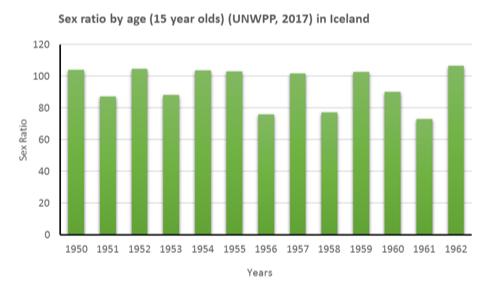 Sex ratio by age (15 year olds) (UNWPP, 2017) in Iceland
120
100
80
60
40
20
0
Sex Ratio
1950 1951 1952 1953 1954 1955 1956 1957 1958 1959 1960 1961 1962
Years